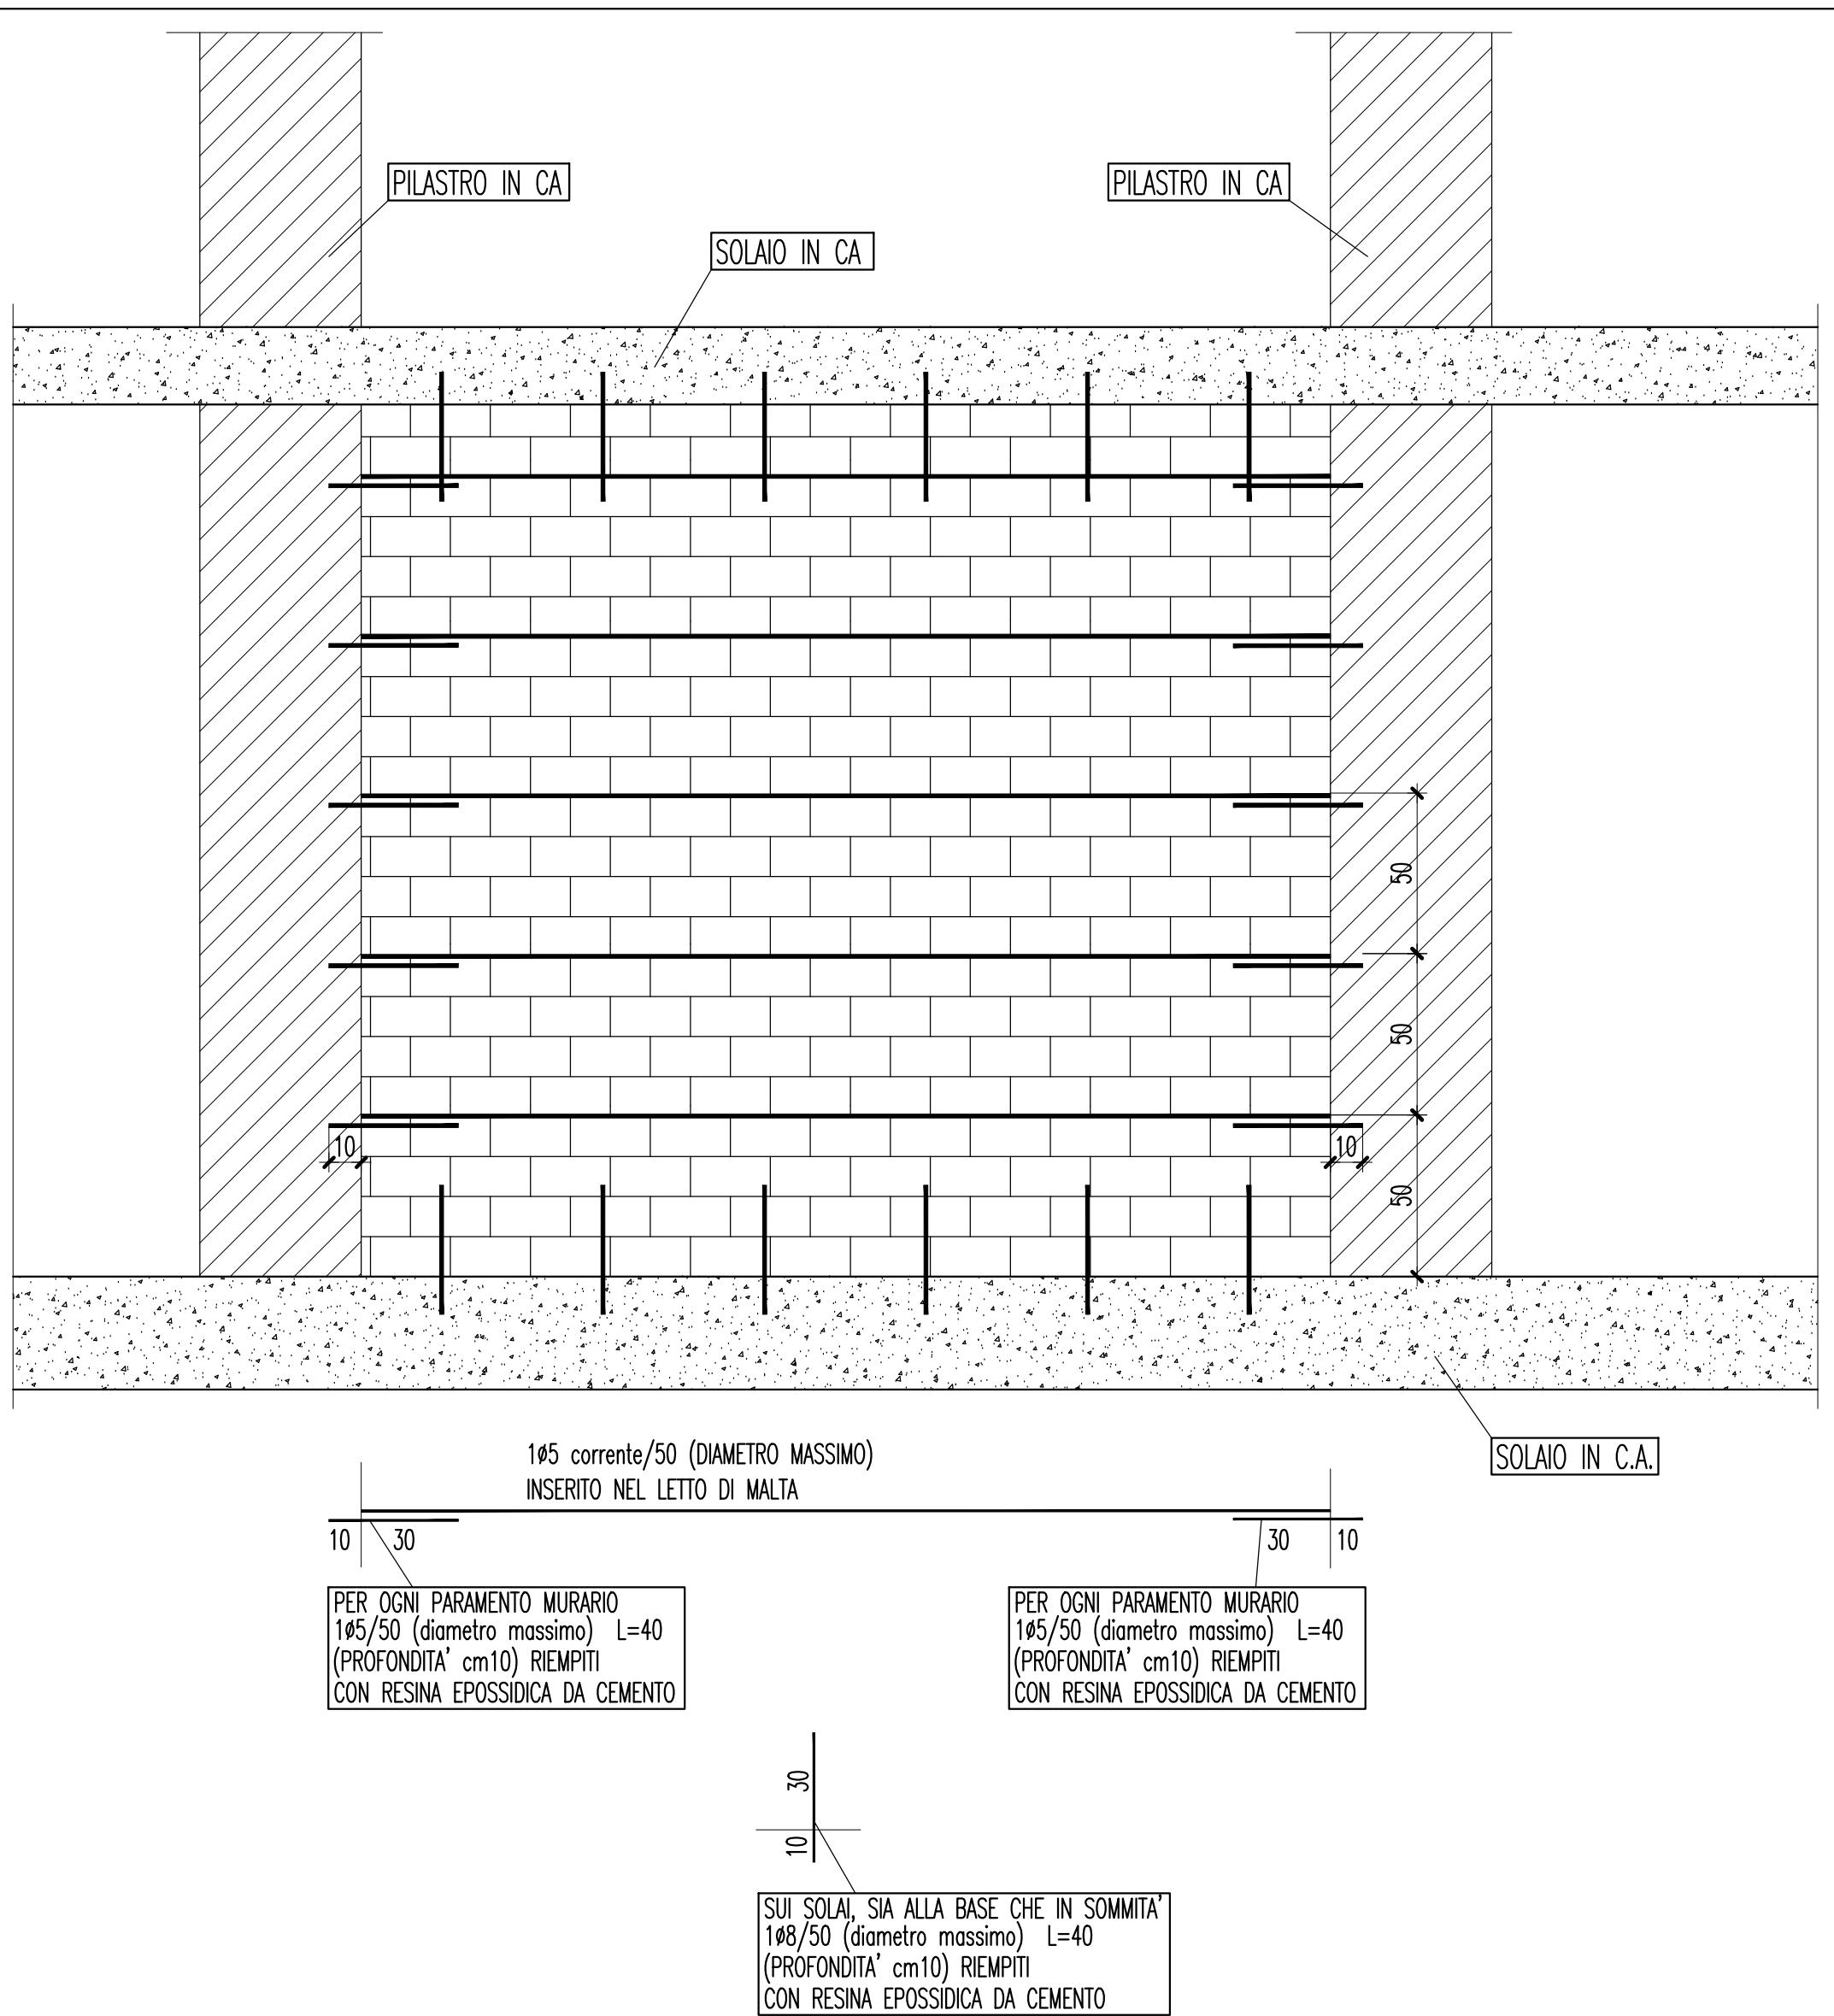 PILASTRO IN CA
PILASTRO IN CA
SOLAIO IN CA
50
50
10
10
50
1ø5 corrente/50 (DIAMETRO MASSIMO)
INSERITO NEL LETTO DI MALTA
SOLAIO IN C.A.
10 30
30 10
PER OGNI PARAMENTO MURARIO
1ø5/50 (diametro massimo) L=40
(PROFONDITA' cm10) RIEMPITI
CON RESINA EPOSSIDICA DA CEMENTO
PER OGNI PARAMENTO MURARIO
1ø5/50 (diametro massimo) L=40
(PROFONDITA' cm10) RIEMPITI
CON RESINA EPOSSIDICA DA CEMENTO
30
10
SUI SOLAI, SIA ALLA BASE CHE IN SOMMITA'
1ø8/50 (diametro massimo) L=40
(PROFONDITA' cm10) RIEMPITI
CON RESINA EPOSSIDICA DA CEMENTO